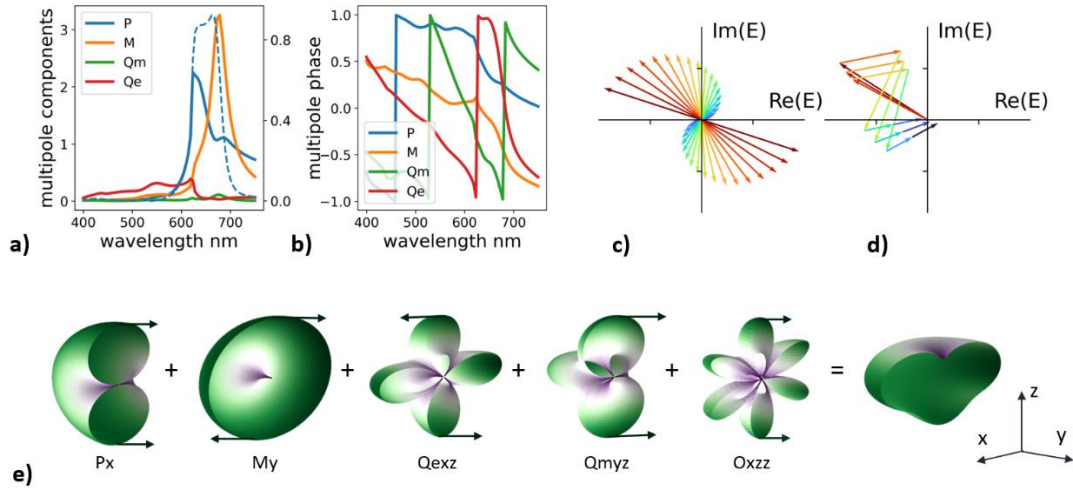 multipole components
3
2
1
0
P
M
Qm
Qe
0.8
0.4
0.0
400 500 600 700
wavelength nm
a)
multipole phase
1.0
0.5
0.0
−0.5
−1.0
P
M
Qm
Qe
400 500 600 700
wavelength nm
b)
Im(E)
Re(E)
c)
Im(E)
Re(E)
d)
+ + + + =
Px My Qexz Qmyz Oxzz
z
x y
e)